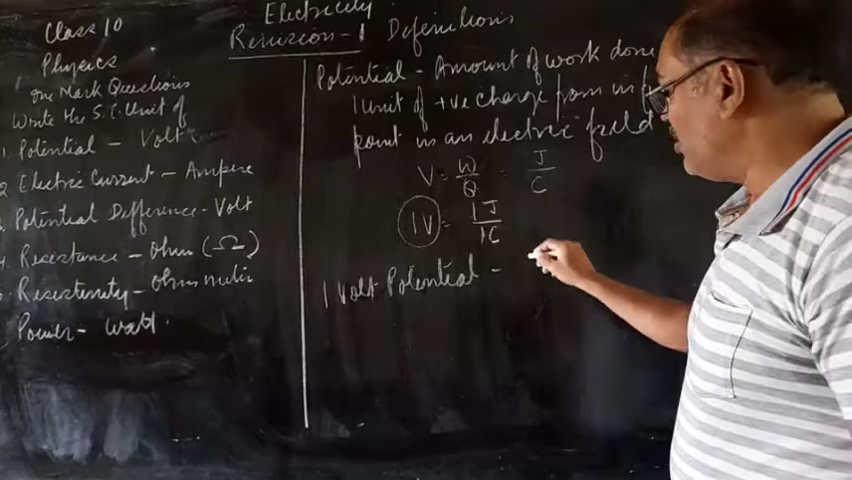 Electricity
Revision-1 Definitions
Class 10
Physics
One Mark Questions
Write the S.I. Unit of
1. Potential - Volt
2 Electric Current - Ampere
3. Potential Difference - Volt
4. Resistance - Ohm (Ω)
Resistivity - Ohm metre
Power - watt.
Potential - Amount of work done
1 unit of +ve charge from inf
point in an electric field
V = W/Q = J/C
1V = 1J/1C
1 Volt Potential -